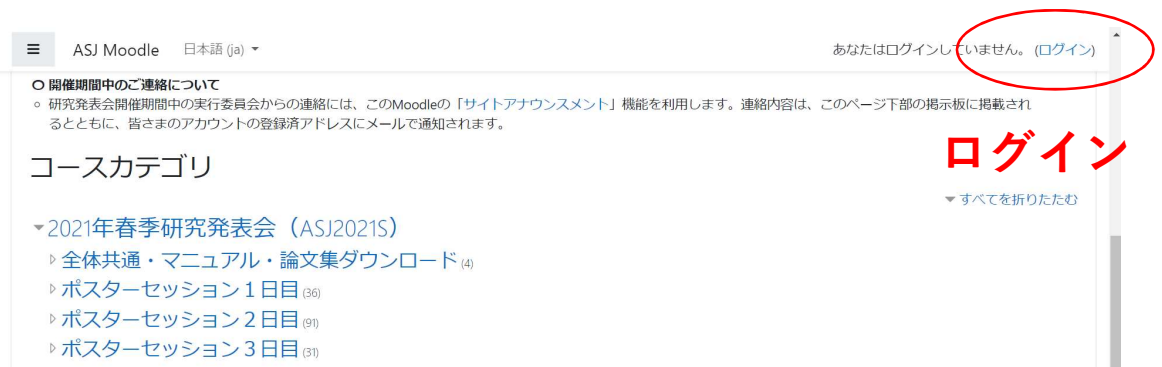 ASJ Moodle 日本語 (ja) あなたはログインしていません。 (ログイン)
開催期間中のご連絡について
研究発表会開催期間中の実行委員会からの連絡には、このMoodleの「サイトアナウンスメント」機能を利用します。連絡内容は、このページ下部の掲示板に掲載され
るとともに、皆さまのアカウントの登録済アドレスにメールで通知されます。
ログイン
コースカテゴリ
すべてを折りたたむ
2021年春季研究発表会（ASJ2021S）
全体共通・マニュアル・論文集ダウンロード (4)
ポスターセッション１日目 (36)
ポスターセッション２日目 (91)
ポスターセッション３日目 (31)